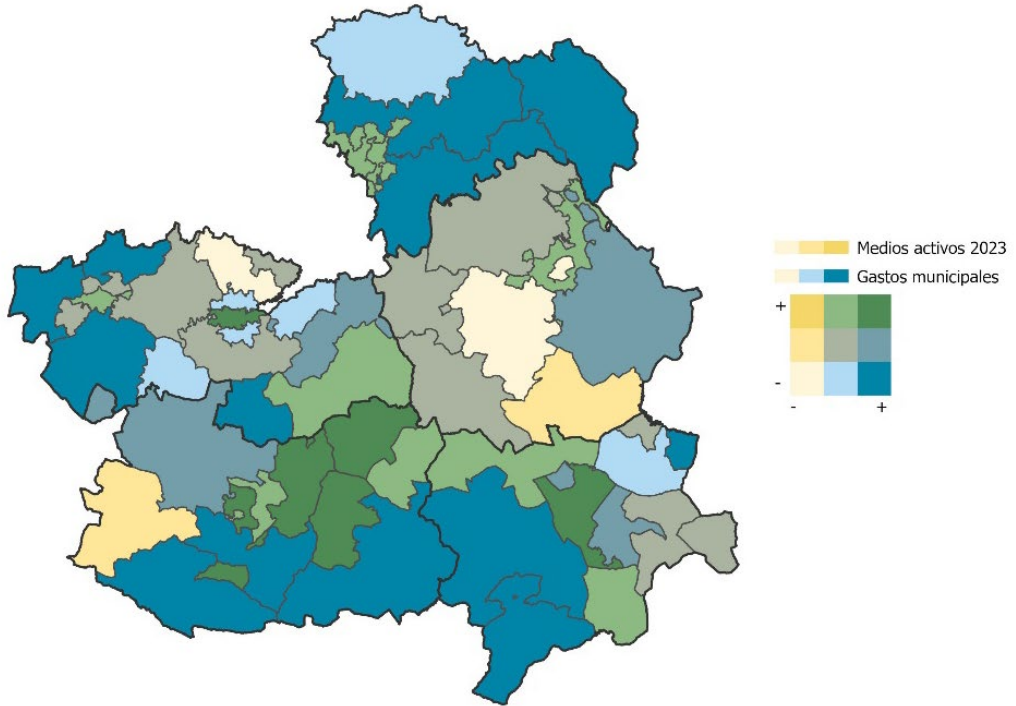 Medios activos 2023
Gastos municipales
+
-
- +